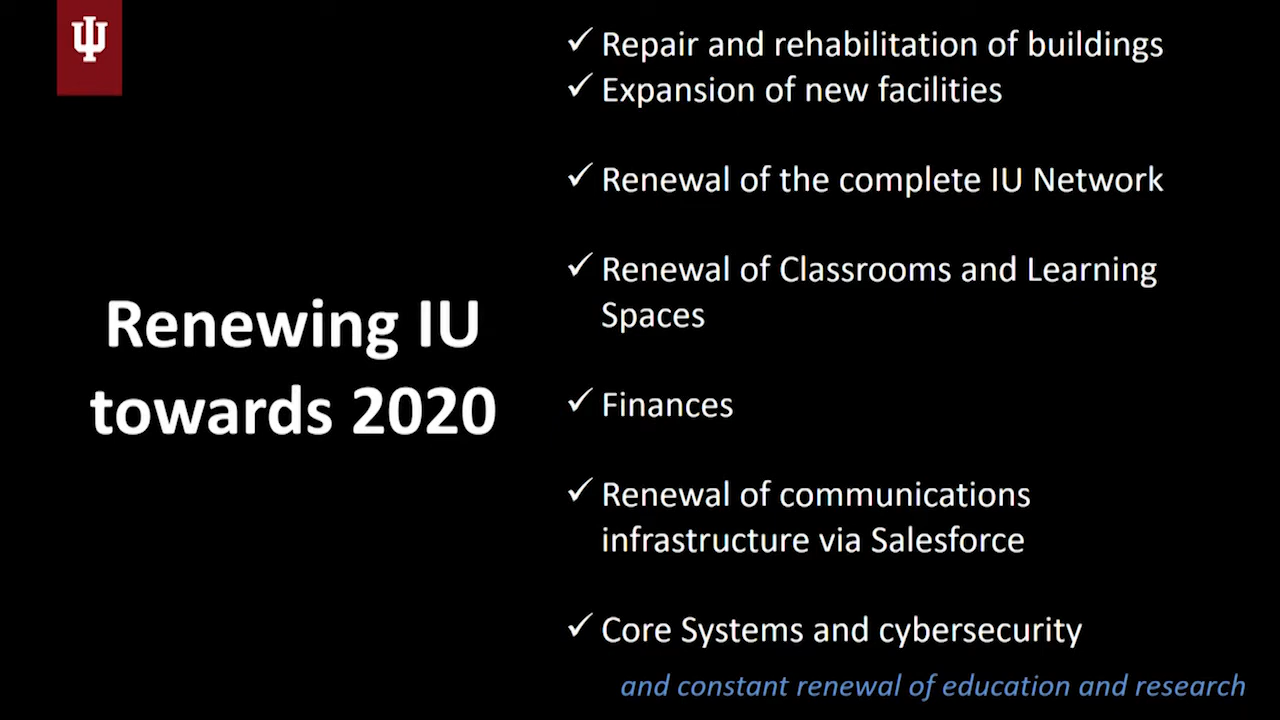 Renewing IU
towards 2020
✓ Repair and rehabilitation of buildings
✓ Expansion of new facilities
✓ Renewal of the complete IU Network
✓ Renewal of Classrooms and Learning
Spaces
✓ Finances
✓ Renewal of communications
infrastructure via Salesforce
✓ Core Systems and cybersecurity
and constant renewal of education and research